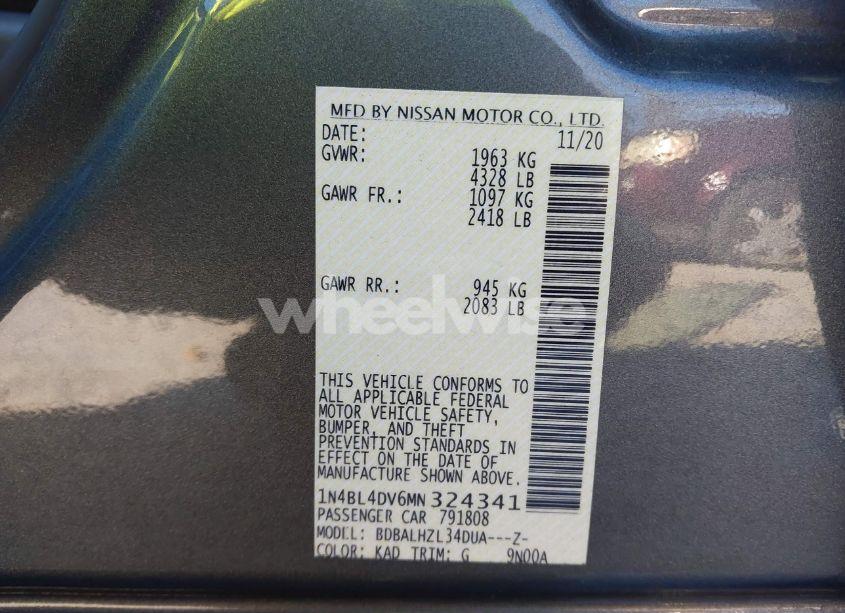 MFD BY NISSAN MOTOR CO., LTD.
DATE: 11/20
GVWR: 1963 KG
4328 LB
GAWR FR.: 1097 KG
2418 LB
GAWR RR.: 945 KG
2083 LB
wheelwise
THIS VEHICLE CONFORMS TO
ALL APPLICABLE FEDERAL
MOTOR VEHICLE SAFETY,
BUMPER, AND THEFT
PREVENTION STANDARDS IN
EFFECT ON THE DATE OF
MANUFACTURE SHOWN ABOVE.
1N4BL4DV6MN324341
PASSENGER CAR 791808
MODEL: BDBALHZL34DUA---Z-
COLOR: KAD TRIM: G 9N00A